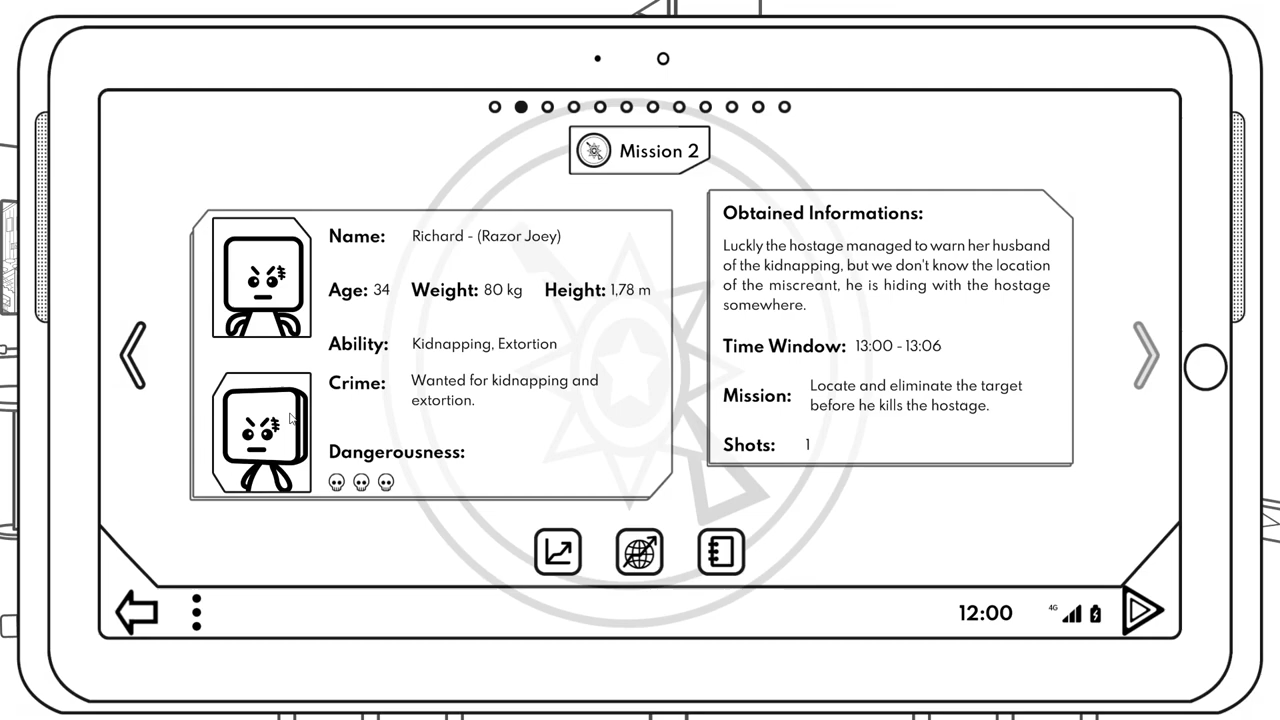 Mission 2
Name: Richard - (Razor Joey)
Age: 34 Weight: 80 kg Height: 1,78 m
Ability: Kidnapping, Extortion
Crime: Wanted for kidnapping and
extortion.
Dangerousness:
Obtained Informations:
Luckly the hostage managed to warn her husband
of the kidnapping, but we don't know the location
of the miscreant, he is hiding with the hostage
somewhere.
Time Window: 13:00 - 13:06
Mission: Locate and eliminate the target
before he kills the hostage.
Shots: 1
12:00
4G